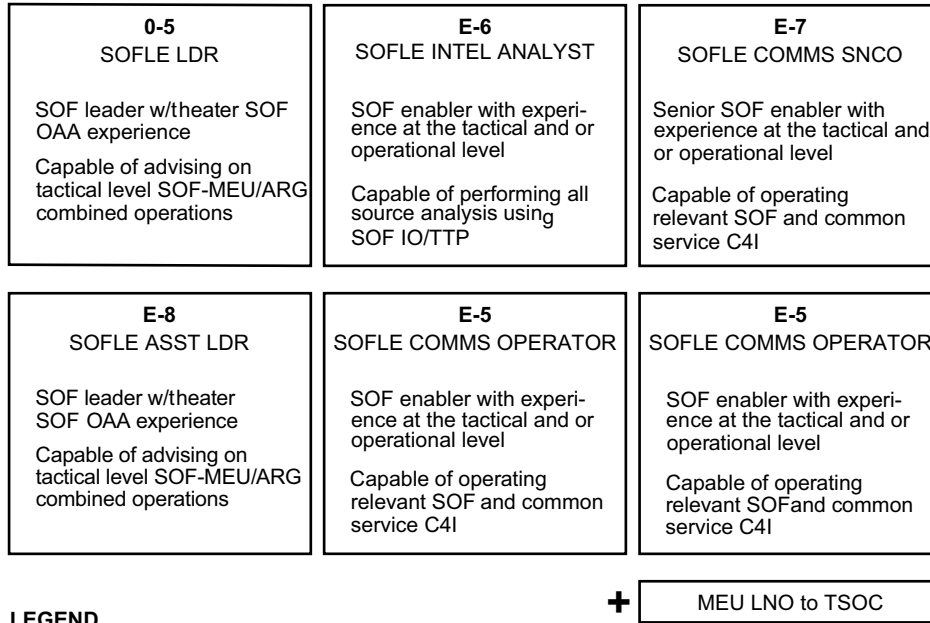 0-5
SOFLE LDR
SOF leader w/theater SOF
OAA experience
Capable of advising on
tactical level SOF-MEU/ARG
combined operations
E-6
SOFLE INTEL ANALYST
SOF enabler with experi-
ence at the tactical and or
operational level
Capable of performing all
source analysis using
SOF IO/TTP
E-7
SOFLE COMMS SNCO
Senior SOF enabler with
experience at the tactical and
or operational level
Capable of operating
relevant SOF and common
service C4I
E-8
SOFLE ASST LDR
SOF leader w/theater
SOF OAA experience
Capable of advising on
tactical level SOF-MEU/ARG
combined operations
E-5
SOFLE COMMS OPERATOR
SOF enabler with experi-
ence at the tactical and or
operational level
Capable of operating
relevant SOF and common
service C4I
E-5
SOFLE COMMS OPERATOR
SOF enabler with experi-
ence at the tactical and or
operational level
Capable of operating
relevant SOFand common
service C4I
+
MEU LNO to TSOC
LEGEND